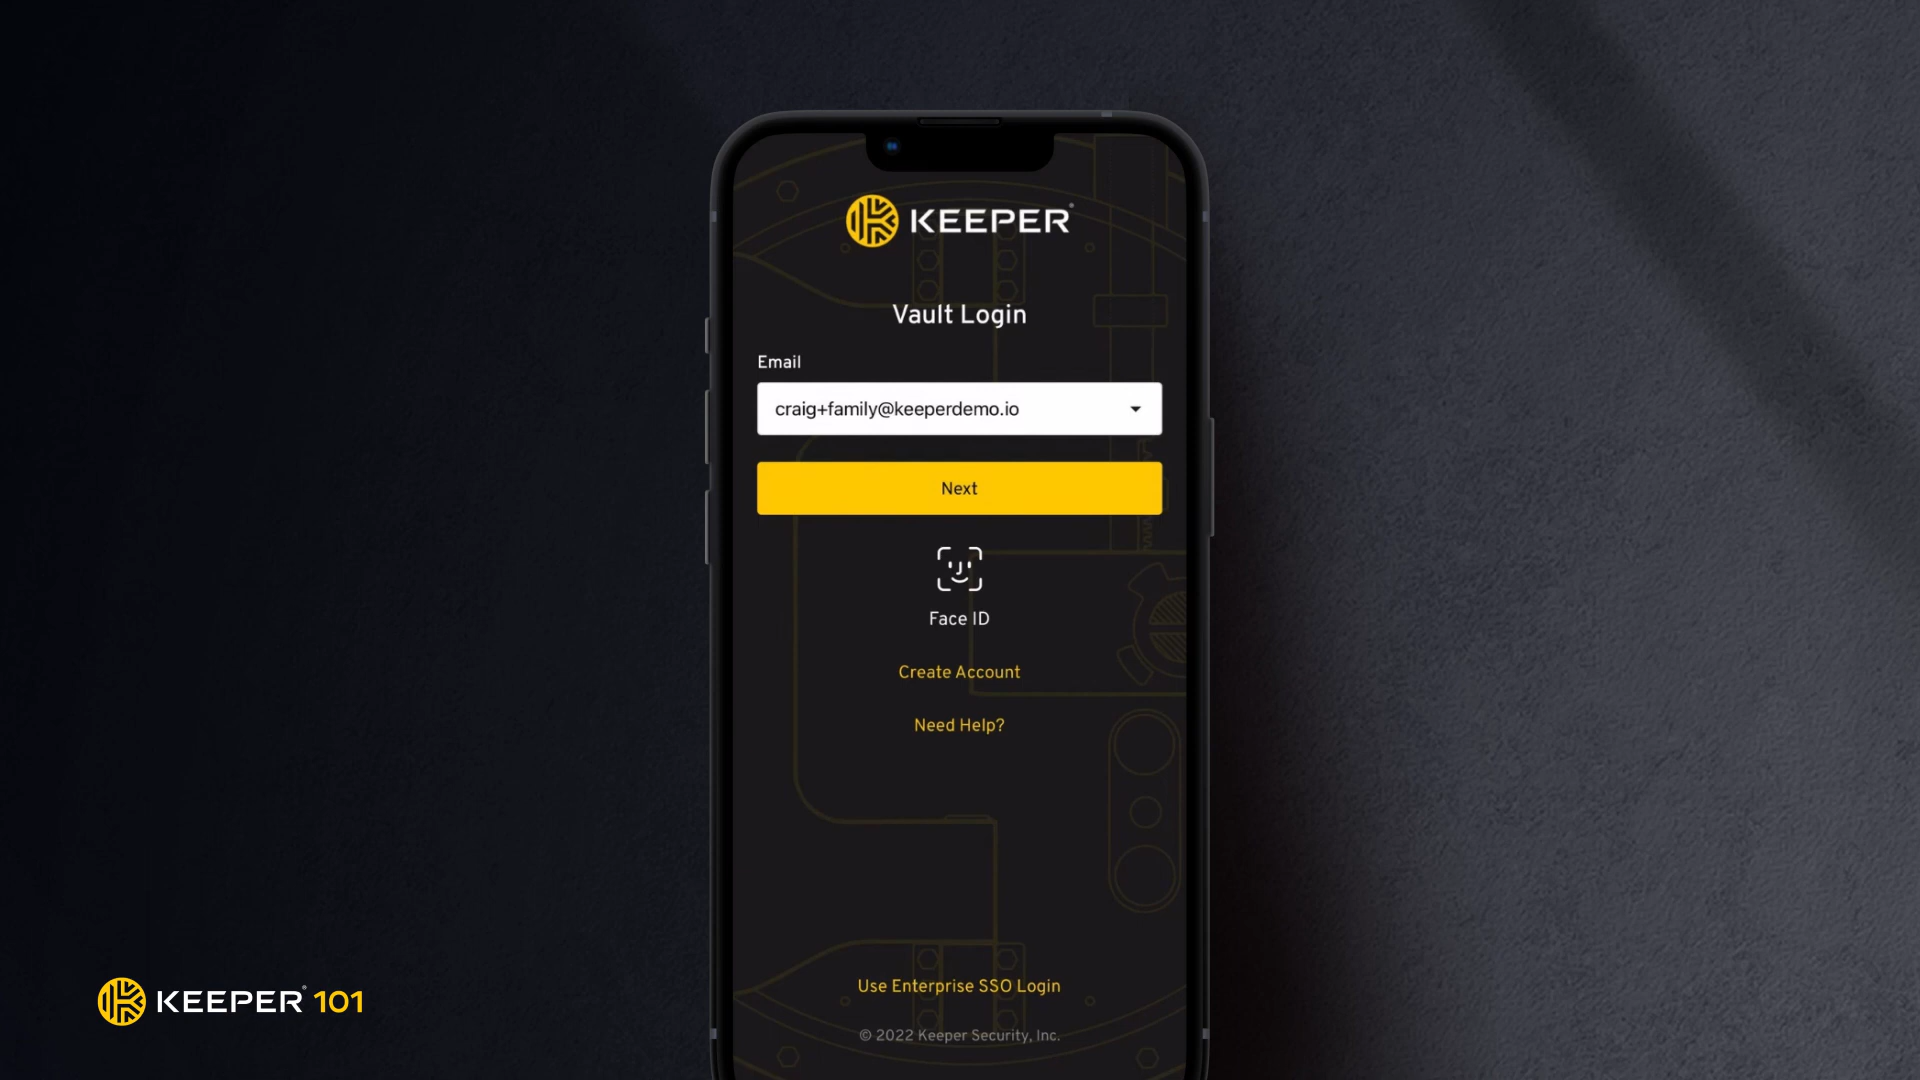 KEEPER®
Vault Login
Email
craig+family@keeperdemo.io
Next
Face ID
Create Account
Need Help?
Use Enterprise SSO Login
© 2022 Keeper Security, Inc.
KEEPER® 101